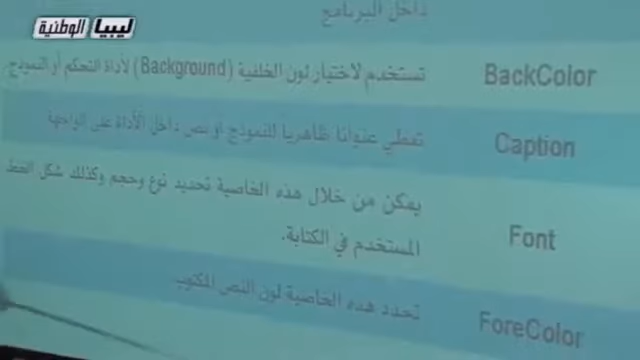 ليبيا الوطنية
داخل البرنامج
BackColor تستخدم لاختيار لون الخلفية (Background) لأداة التحكم أو النموذج.
Caption تعطي عنوانا ظاهريا للنموذج او نص داخل الأداة على الواجهة
يمكن من خلال هذه الخاصية تحديد نوع وحجم وكذلك شكل الخط
Font المستخدم في الكتابة.
ForeColor تحدد هذه الخاصية لون النص المكتوب.